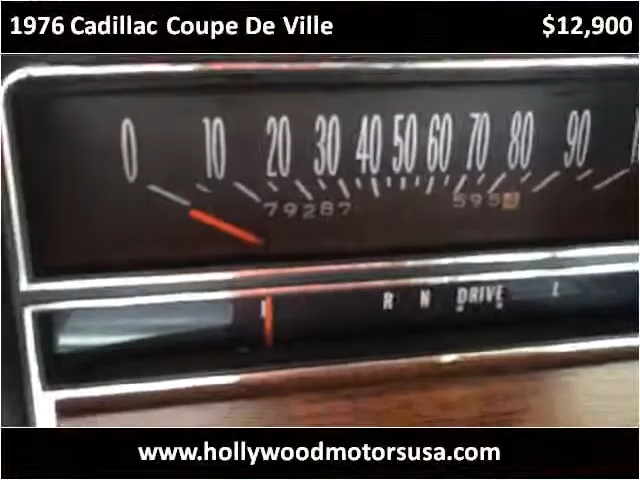 1976 Cadillac Coupe De Ville $12,900
0 10 20 30 40 50 60 70 80 90
79287 595
R N DRIVE L
www.hollywoodmotorsusa.com